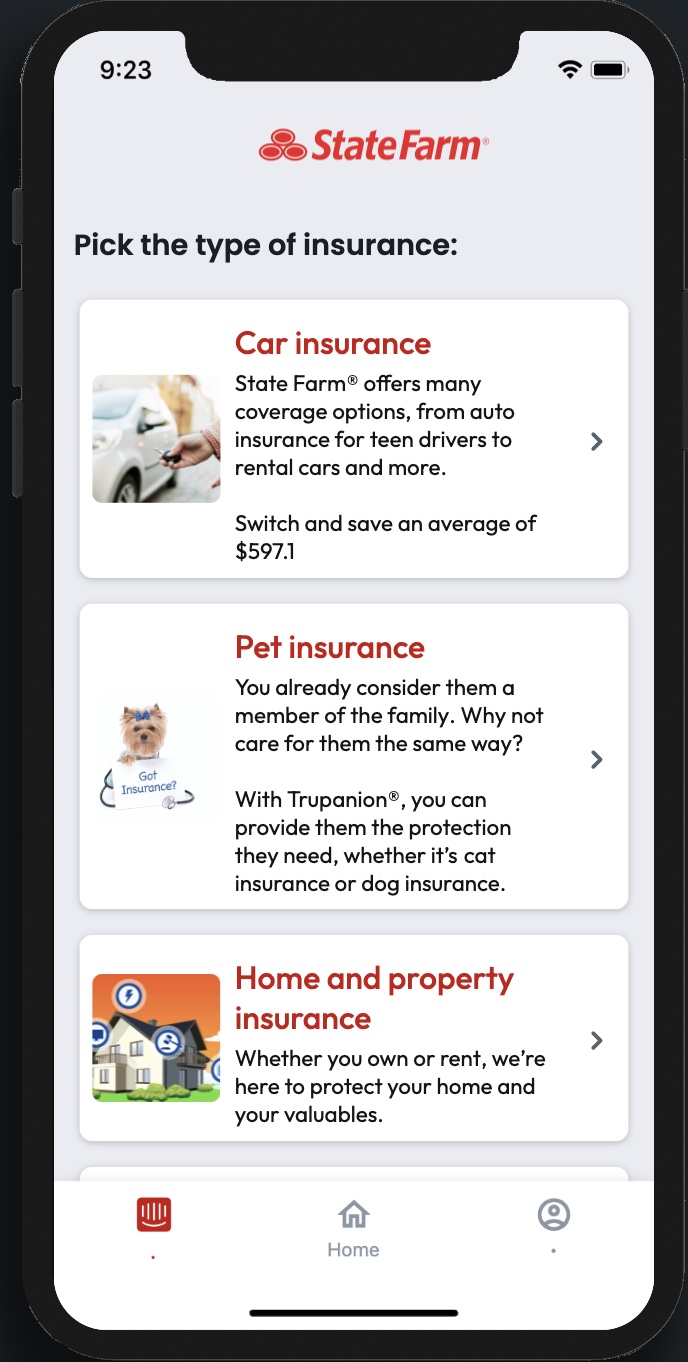 9:23
StateFarm®
Pick the type of insurance:
Car insurance
State Farm® offers many
coverage options, from auto
insurance for teen drivers to
rental cars and more.
Switch and save an average of
$597.1
Pet insurance
You already consider them a
member of the family. Why not
care for them the same way?
Got
Insurance?
With Trupanion®, you can
provide them the protection
they need, whether it’s cat
insurance or dog insurance.
Home and property
insurance
Whether you own or rent, we’re
here to protect your home and
your valuables.
.
Home
.